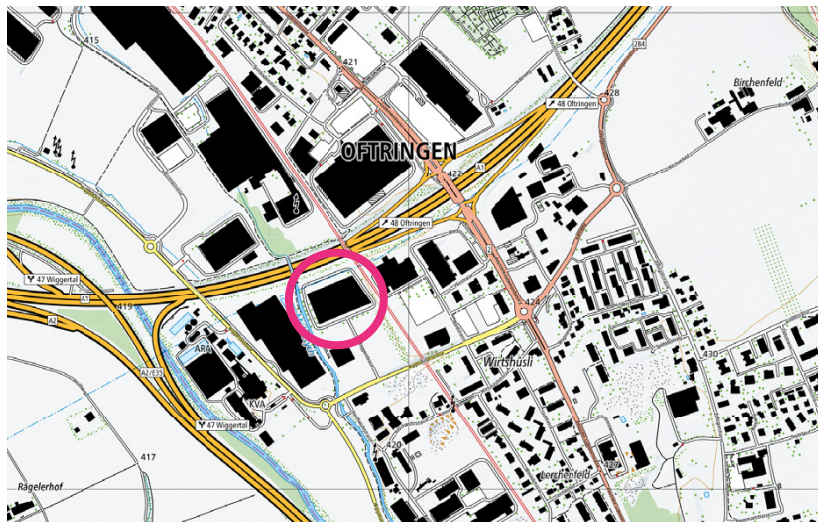 415
421
284
Birchenfeld
428
48 Oftringen
OFTRINGEN
A1
422
48 Oftringen
47 Wiggertal
A1
419
424
A2
ARA
Wirtshüsli
430
A2/E35
KVA
47 Wiggertal
420
417
427
Lerchenfeld
Rägelerhof